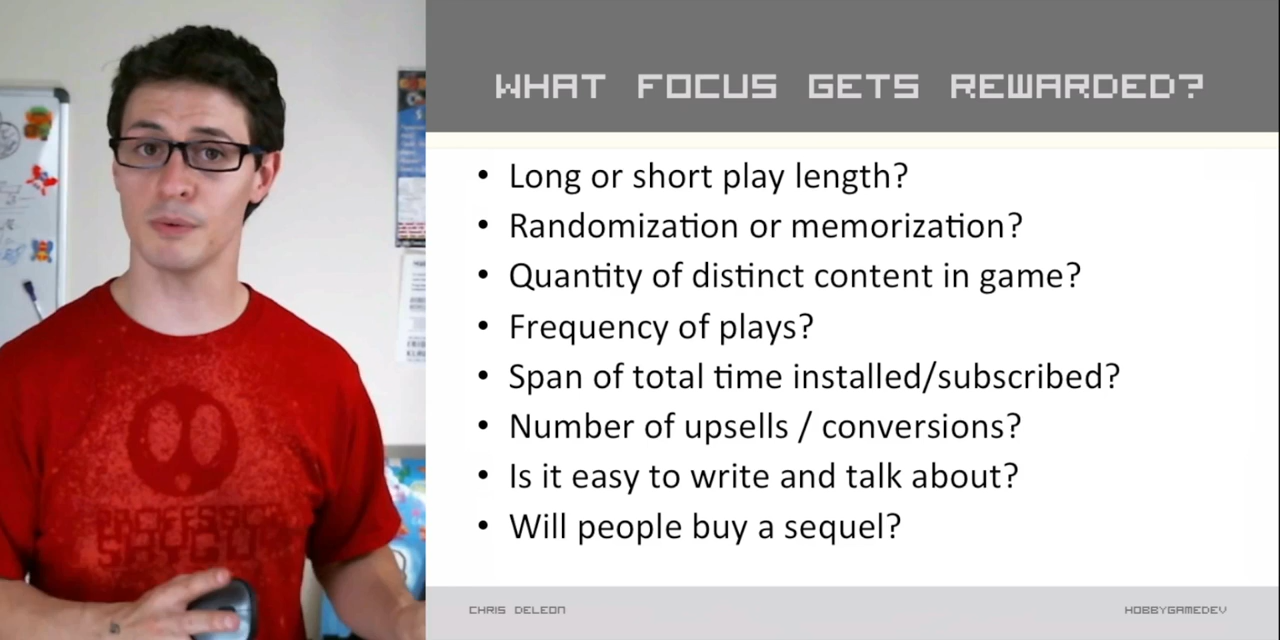 WHAT FOCUS GETS REWARDED?
• Long or short play length?
• Randomization or memorization?
• Quantity of distinct content in game?
• Frequency of plays?
• Span of total time installed/subscribed?
• Number of upsells / conversions?
• Is it easy to write and talk about?
• Will people buy a sequel?
CHRIS DELEON
HOBBYGAMEDEV